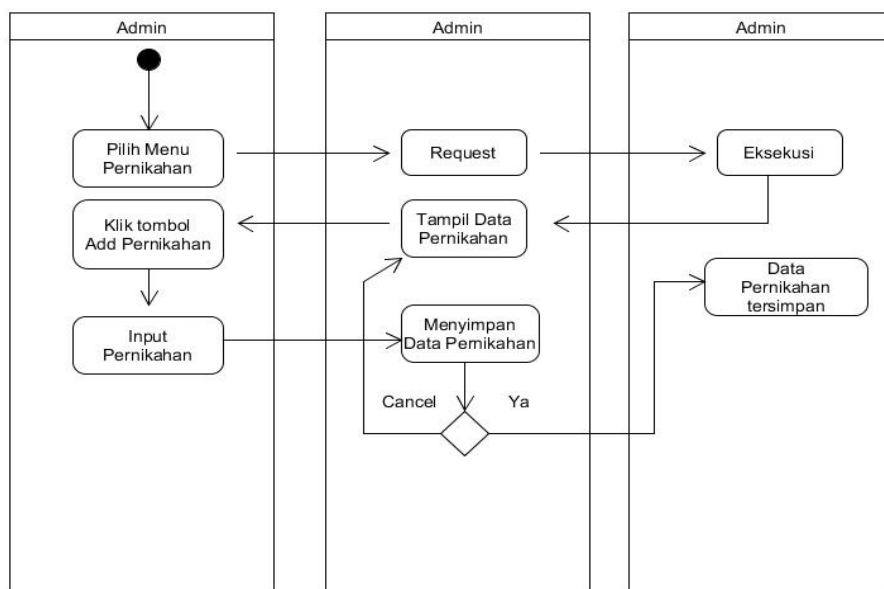 Admin
Admin
Admin
Pilih Menu
Pernikahan
Request
Eksekusi
Klik tombol
Add Pernikahan
Tampil Data
Pernikahan
Data
Pernikahan
tersimpan
Input
Pernikahan
Menyimpan
Data Pernikahan
Cancel
Ya